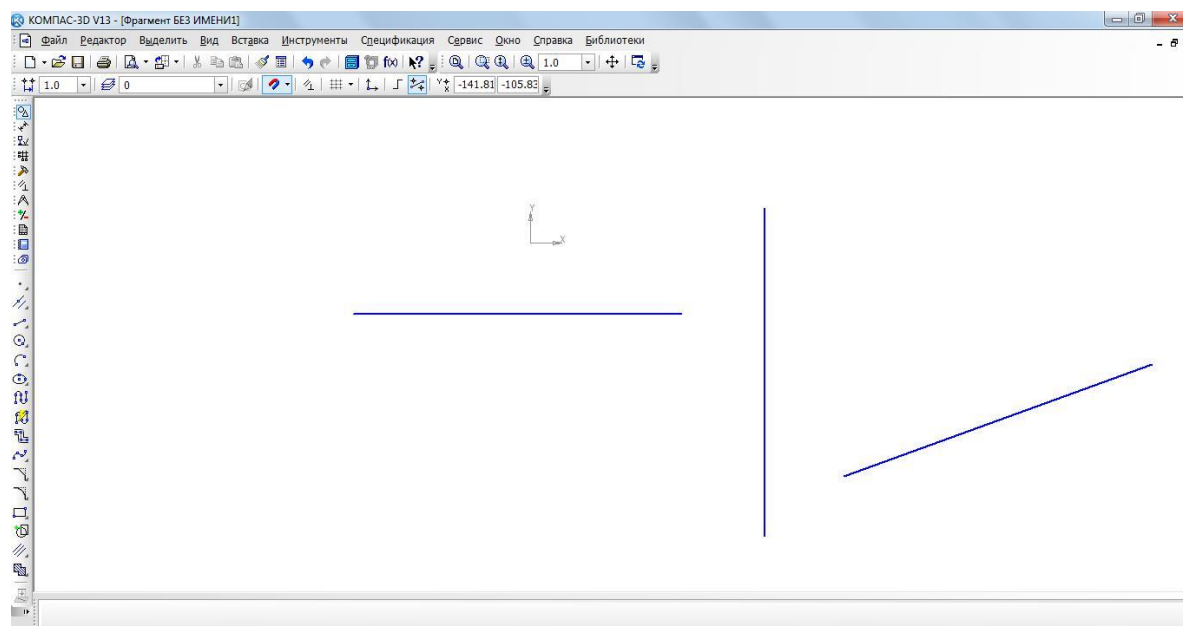 КОМПАС-3D V13 - [Фрагмент БЕЗ ИМЕНИ1]
Файл Редактор Выделить Вид Вставка Инструменты Спецификация Сервис Окно Справка Библиотеки
f(x) 1.0
1.0 0 -141.81 -105.83
Y
X